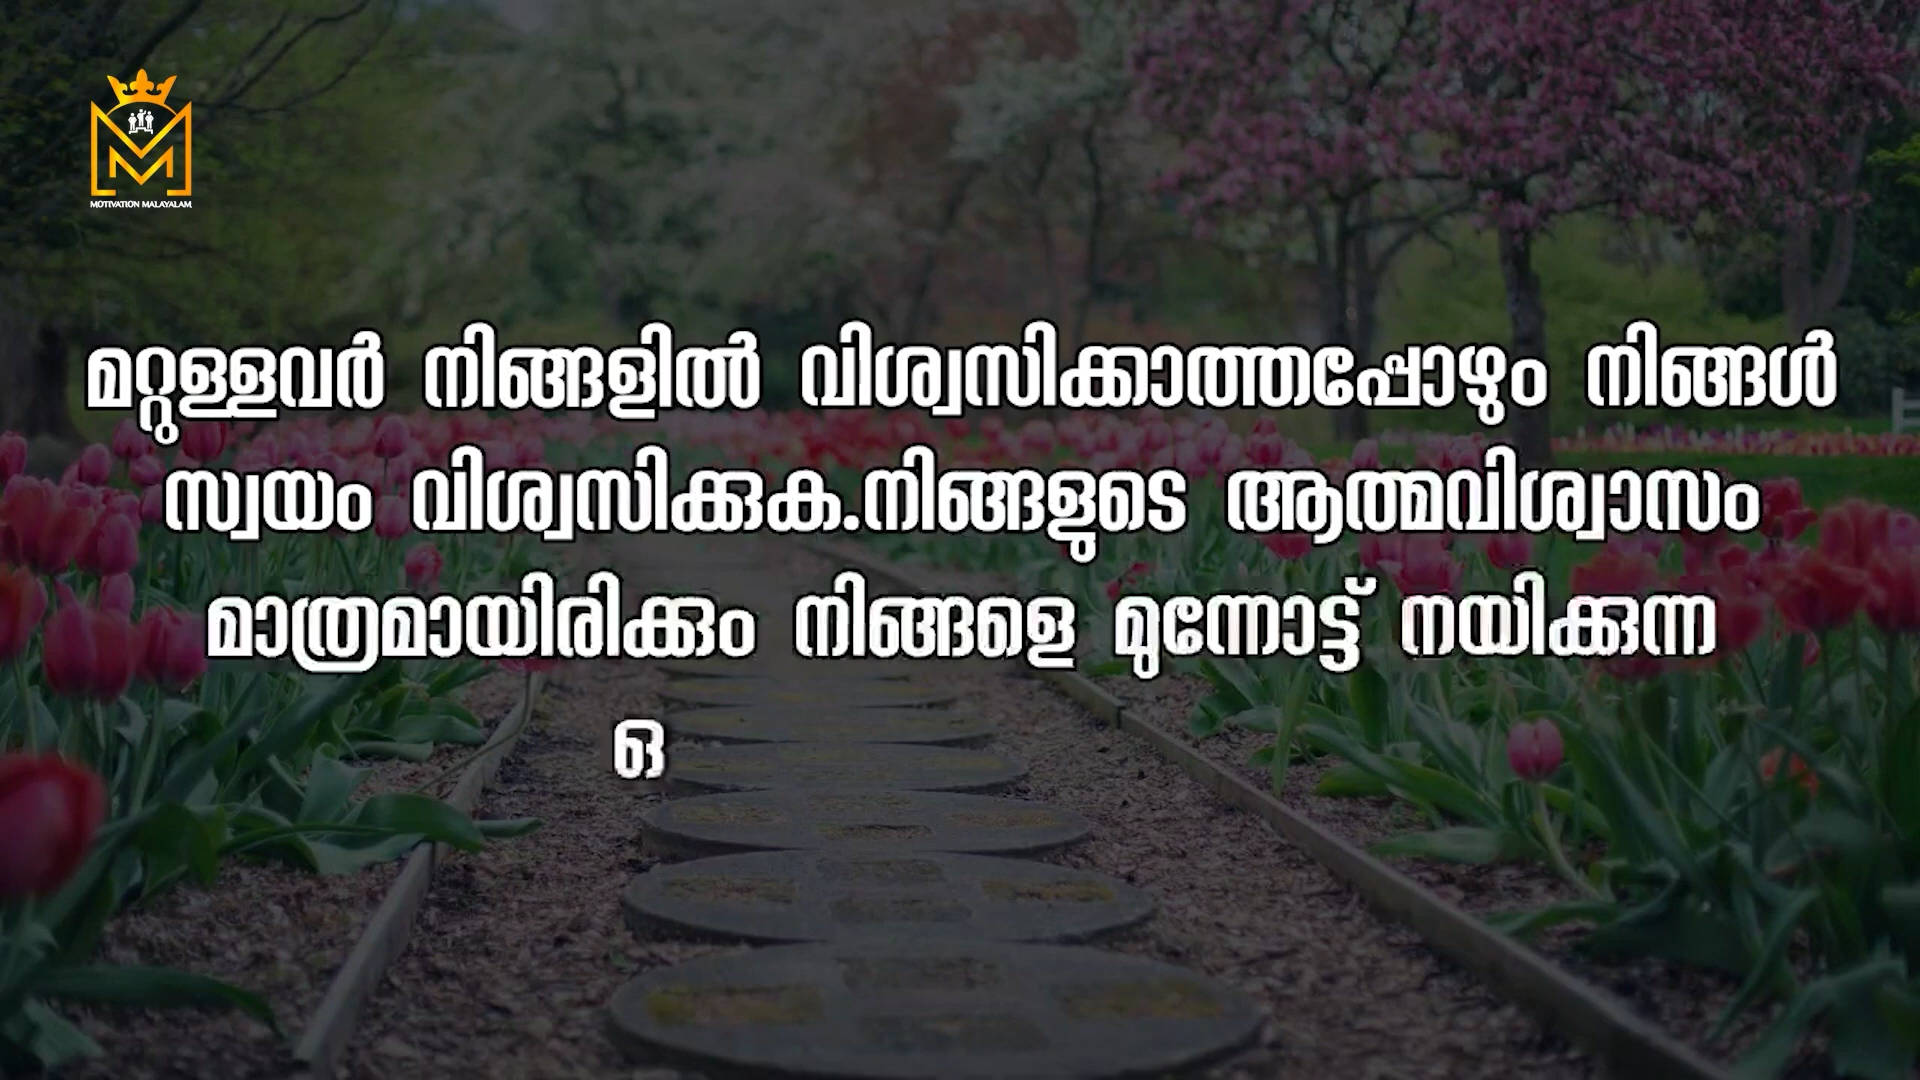 MOTIVATION MALAYALAM
മറ്റുള്ളവർ നിങ്ങളിൽ വിശ്വസിക്കാത്തപ്പോഴും നിങ്ങൾ
സ്വയം വിശ്വസിക്കുക.നിങ്ങളുടെ ആത്മവിശ്വാസം
മാത്രമായിരിക്കും നിങ്ങളെ മുന്നോട്ട് നയിക്കുന്ന
ഒ